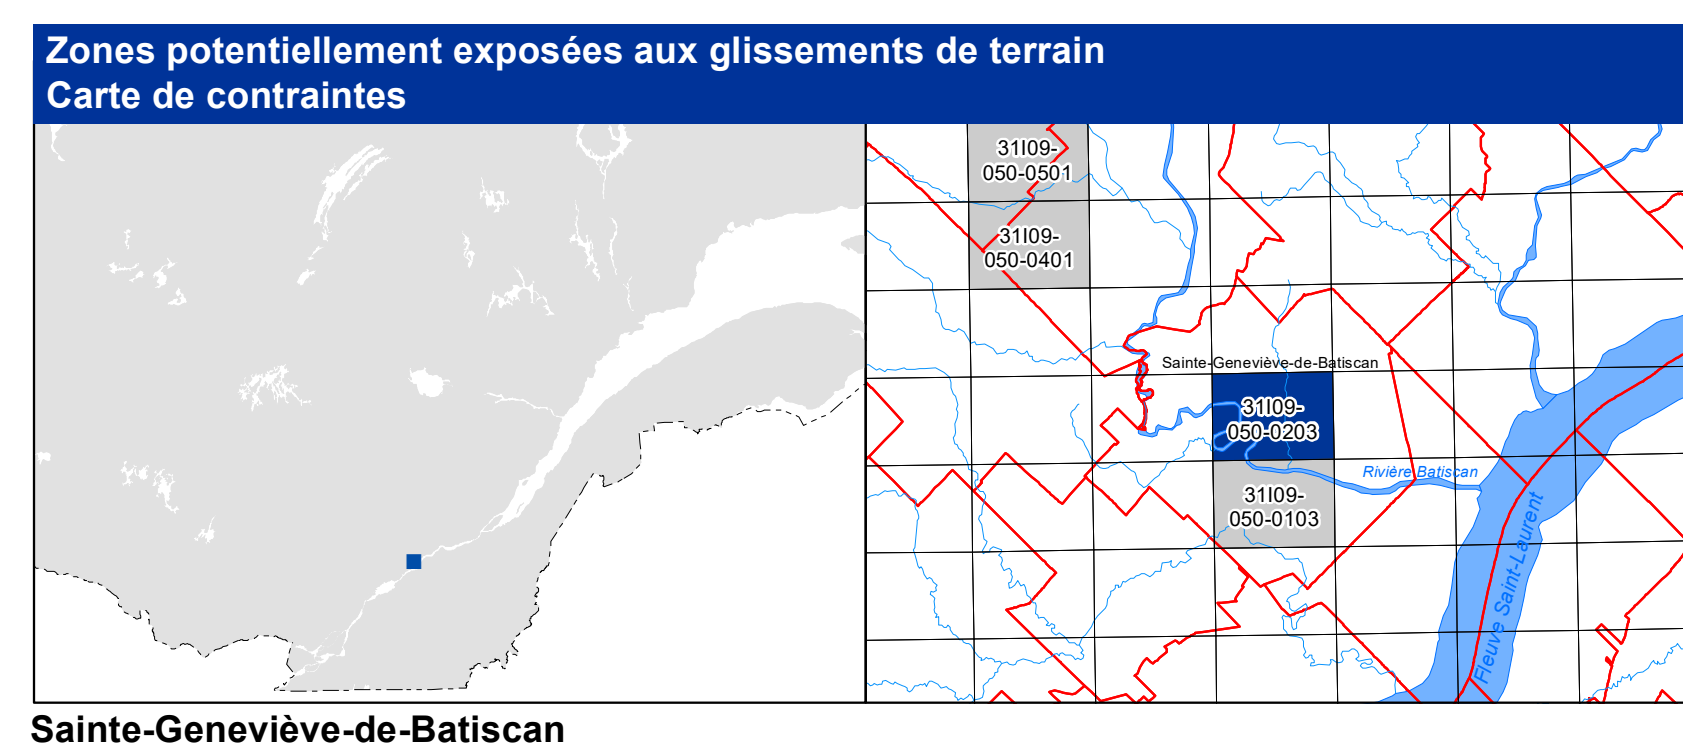 Zones potentiellement exposées aux glissements de terrain
Carte de contraintes
31I09-
050-0501
31I09-
050-0401
Sainte-Geneviève-de-Batiscan
31I09-
050-0203
Rivière Batiscan
31I09-
050-0103
Fleuve Saint-Laurent
Sainte-Geneviève-de-Batiscan